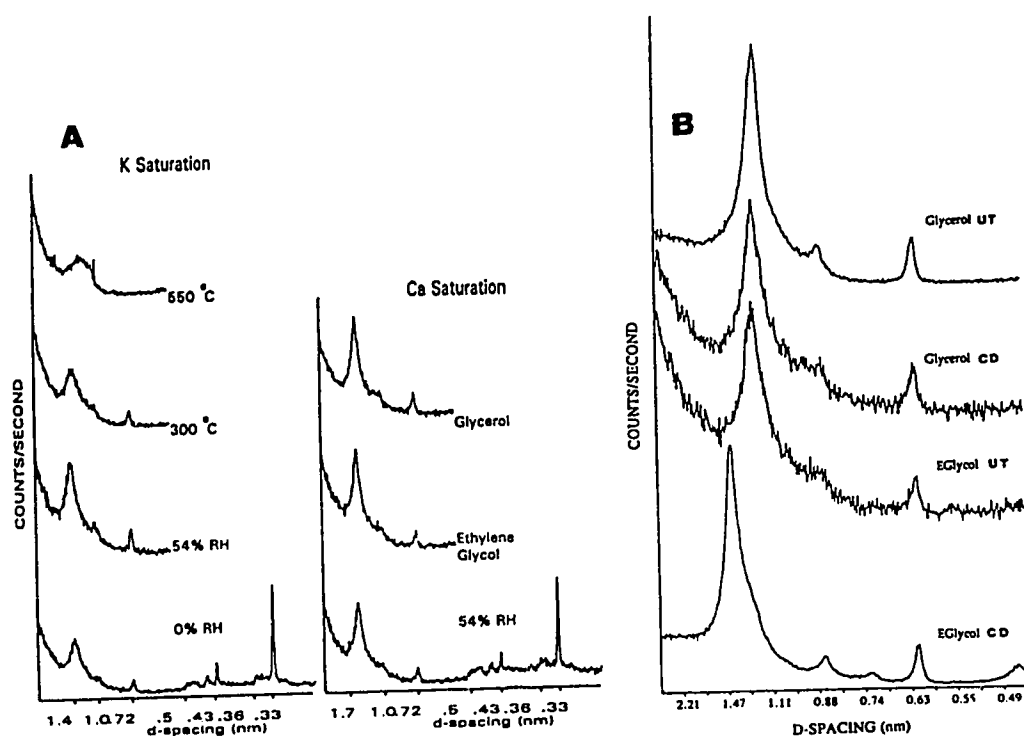 A
K Saturation
550 °C
300 °C
54% RH
0% RH
COUNTS/SECOND
1.4 1.0.72 .5 .43.36 .33
d-spacing (nm)
Ca Saturation
Glycerol
Ethylene
Glycol
54% RH
1.7 1.0.72 .5 .43.36 .33
d-spacing (nm)
B
Glycerol UT
Glycerol CD
EGlycol UT
EGlycol CD
COUNTS/SECOND
2.21 1.47 1.11 0.88 0.74 0.63 0.55 0.49
D-SPACING (nm)